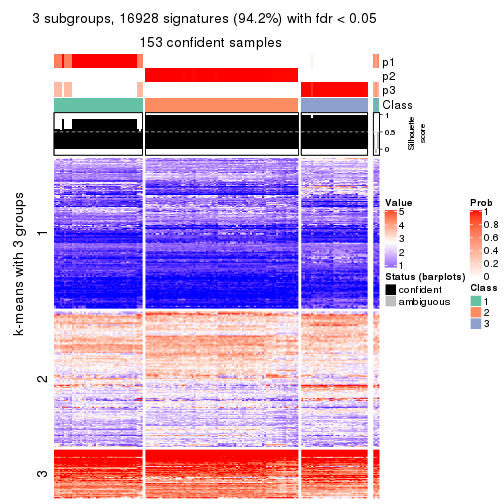 3 subgroups, 16928 signatures (94.2%) with fdr < 0.05
153 confident samples
p1
p2
p3
Class
1
0.5
0
Silhouette
score
k-means with 3 groups
1
2
3
Value
5
4
3
2
1
Status (barplots)
confident
ambiguous
Prob
1
0.8
0.6
0.4
0.2
0
Class
1
2
3